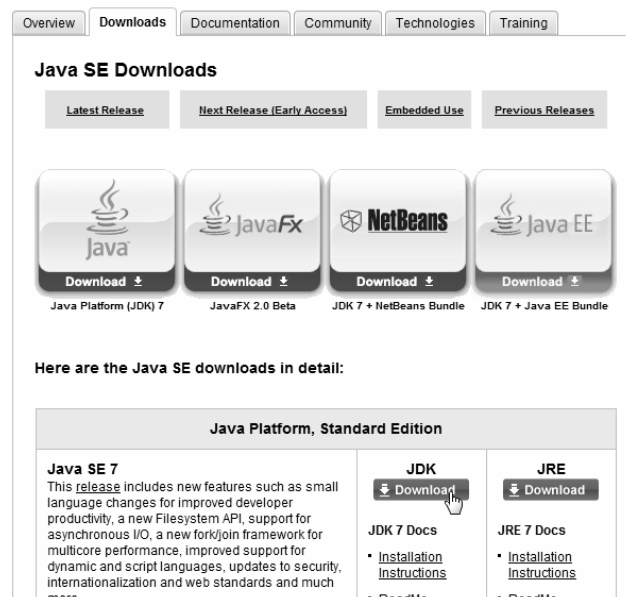 Overview Downloads Documentation Community Technologies Training
Java SE Downloads
Latest Release Next Release (Early Access) Embedded Use Previous Releases
Java JavaFx NetBeans Java EE
Download Download Download Download
Java Platform (JDK) 7 JavaFX 2.0 Beta JDK 7 + NetBeans Bundle JDK 7 + Java EE Bundle
Here are the Java SE downloads in detail:
Java Platform, Standard Edition
Java SE 7
This release includes new features such as small
language changes for improved developer
productivity, a new Filesystem API, support for
asynchronous I/O, a new fork/join framework for
multicore performance, improved support for
dynamic and script languages, updates to security,
internationalization and web standards and much
JDK
Download
JDK 7 Docs
Installation
Instructions
JRE
Download
JRE 7 Docs
Installation
Instructions